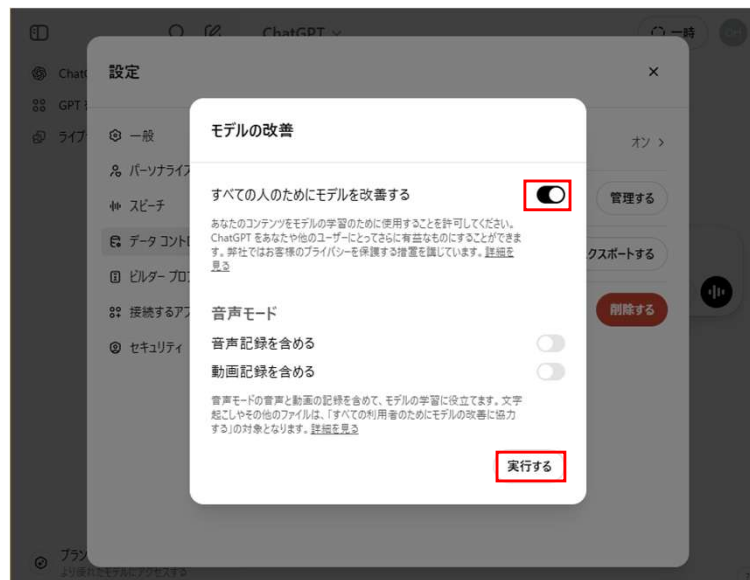 ChatGPT
一時
設定
ライブ
一般
オン
パーソナライズ
管理する
スピーチ
データ コント
クスポートする
ビルダー プロ
接続するアプ
削除する
セキュリティ
モデルの改善
すべての人のためにモデルを改善する
あなたのコンテンツをモデルの学習のために使用することを許可してください。
ChatGPT をあなたや他のユーザーにとってさらに有益なものにすることができま
す。弊社ではお客様のプライバシーを保護する措置を講じています。詳細を
見る
音声モード
音声記録を含める
動画記録を含める
音声モードの音声と動画の記録を含めて、モデルの学習に役立てます。文字
起こしやその他のファイルは、「すべての利用者のためにモデルの改善に協力
する」の対象となります。詳細を見る
実行する
より優れたモデルにアクセスする